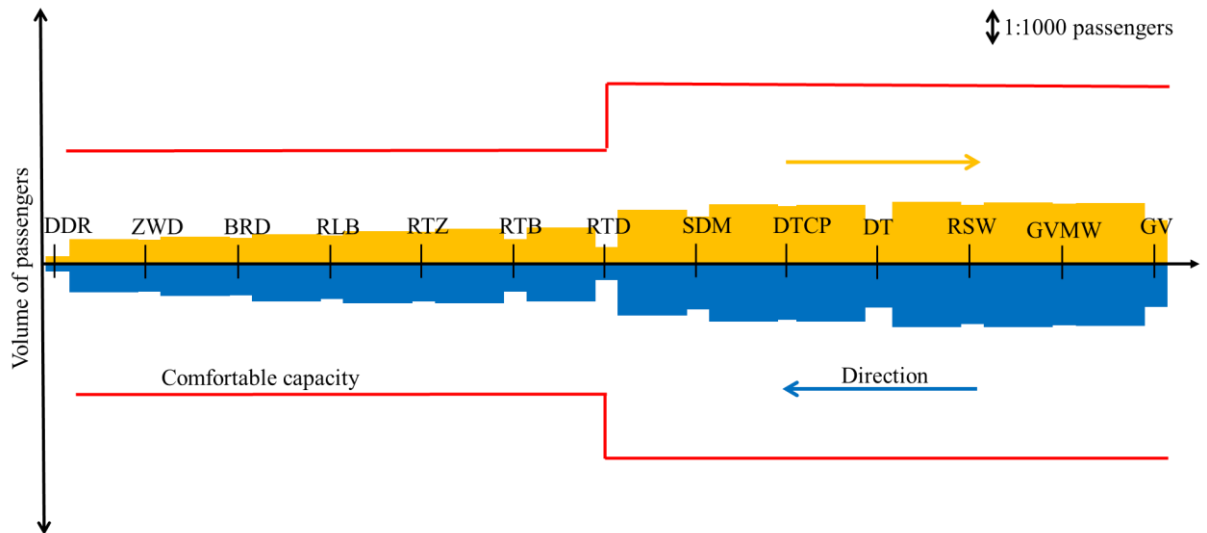 1:1000 passengers
Volume of passengers
DDR
ZWD
BRD
RLB
RTZ
RTB
RTD
SDM
DTCP
DT
RSW
GVMW
GV
Comfortable capacity
Direction